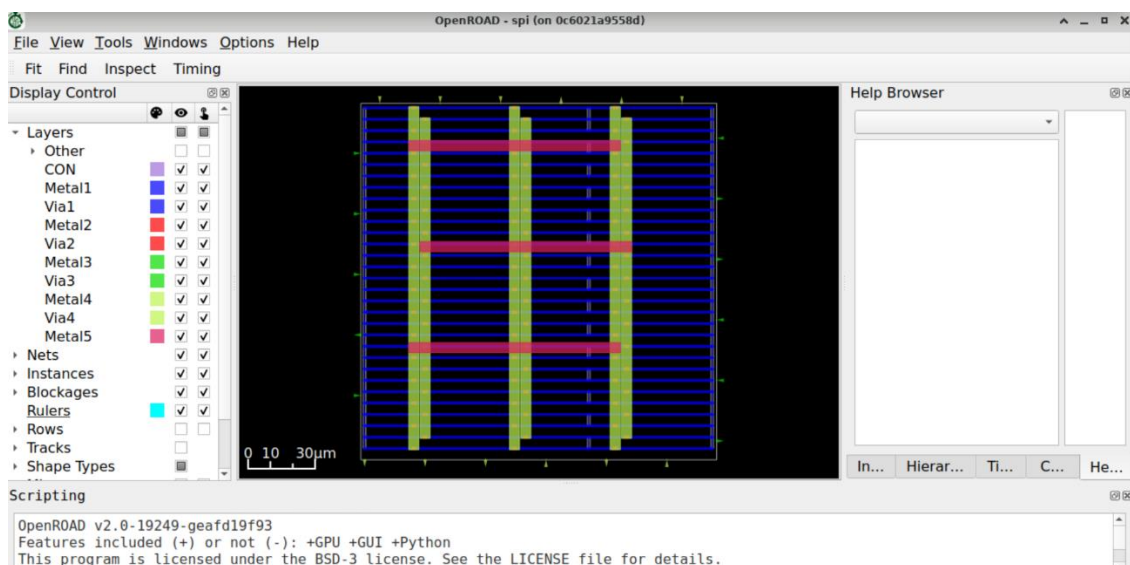 OpenROAD - spi (on 0c6021a9558d)
File View Tools Windows Options Help
Fit Find Inspect Timing
Display Control
Layers
Other
CON
Metal1
Via1
Metal2
Via2
Metal3
Via3
Metal4
Via4
Metal5
Nets
Instances
Blockages
Rulers
Rows
Tracks
Shape Types
0 10 30μm
Help Browser
In... Hierar... Ti... C... He...
Scripting
OpenROAD v2.0-19249-geafd19f93
Features included (+) or not (-): +GPU +GUI +Python
This program is licensed under the BSD-3 license. See the LICENSE file for details.